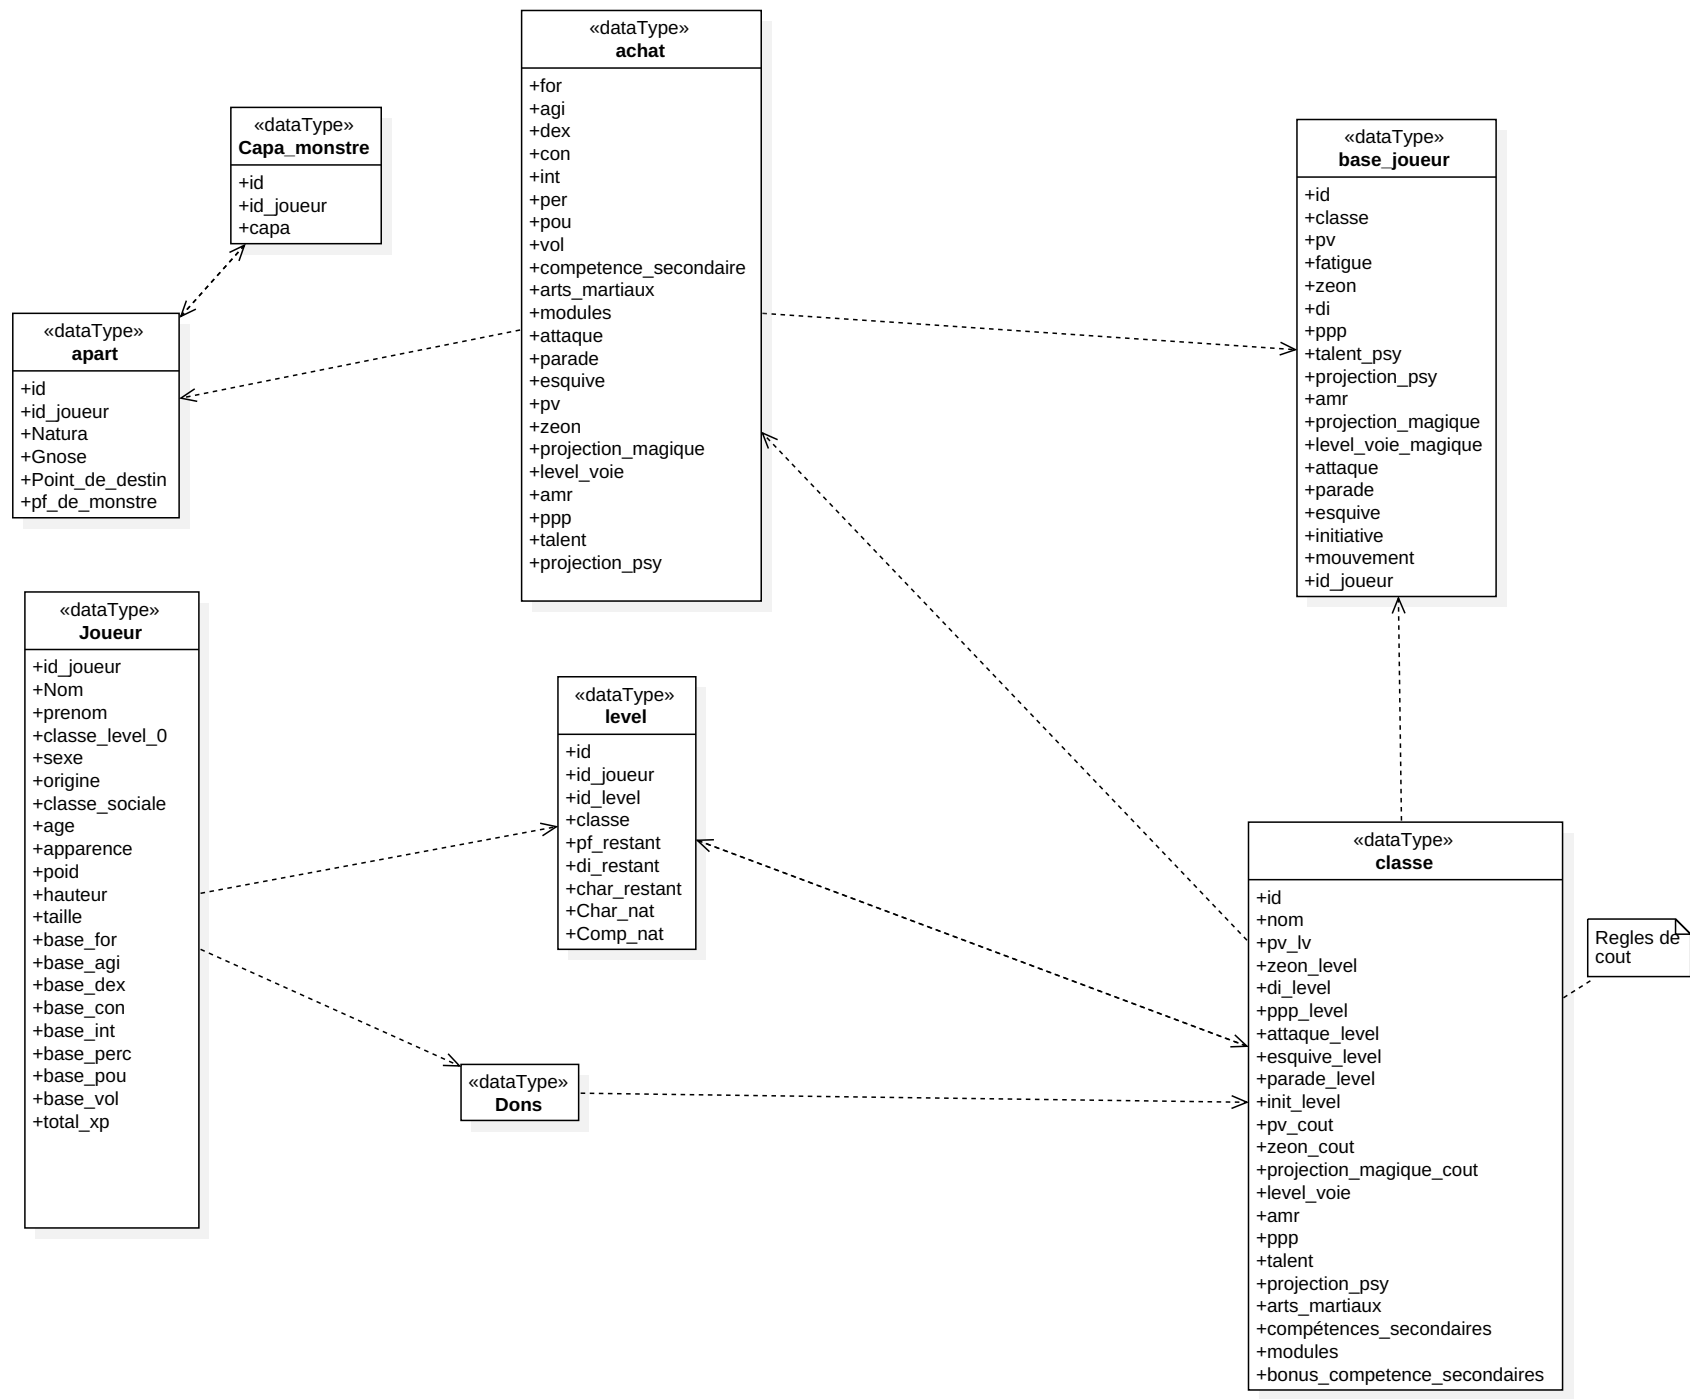 «dataType»
achat
+for
+agi
+dex
+con
+int
+per
+pou
+vol
+competence_secondaire
+arts_martiaux
+modules
+attaque
+parade
+esquive
+pv
+zeon
+projection_magique
+level_voie
+amr
+ppp
+talent
+projection_psy
«dataType»
Capa_monstre
+id
+id_joueur
+capa
«dataType»
base_joueur
+id
+classe
+pv
+fatigue
+zeon
+di
+ppp
+talent_psy
+projection_psy
+amr
+projection_magique
+level_voie_magique
+attaque
+parade
+esquive
+initiative
+mouvement
+id_joueur
«dataType»
apart
+id
+id_joueur
+Natura
+Gnose
+Point_de_destin
+pf_de_monstre
«dataType»
Joueur
+id_joueur
+Nom
+prenom
+classe_level_0
+sexe
+origine
+classe_sociale
+age
+apparence
+poid
+hauteur
+taille
+base_for
+base_agi
+base_dex
+base_con
+base_int
+base_perc
+base_pou
+base_vol
+total_xp
«dataType»
level
+id
+id_joueur
+id_level
+classe
+pf_restant
+di_restant
+char_restant
+Char_nat
+Comp_nat
«dataType»
Dons
«dataType»
classe
+id
+nom
+pv_lv
+zeon_level
+di_level
+ppp_level
+attaque_level
+esquive_level
+parade_level
+init_level
+pv_cout
+zeon_cout
+projection_magique_cout
+level_voie
+amr
+ppp
+talent
+projection_psy
+arts_martiaux
+compétences_secondaires
+modules
+bonus_competence_secondaires
Regles de
cout